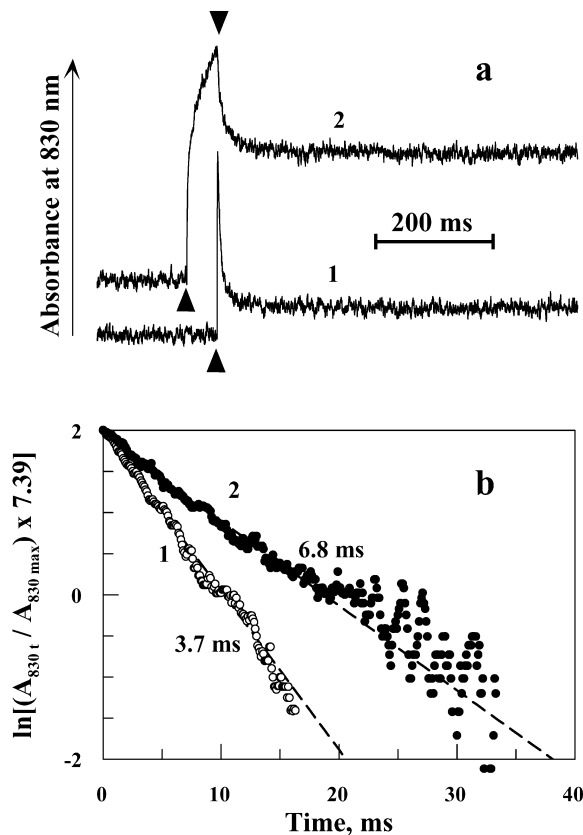 a
Absorbance at 830 nm
2
200 ms
1
b
ln[(A830 t / A830 max) x 7.39]
2
0
-2
2
6.8 ms
1
3.7 ms
0 10 20 30 40
Time, ms